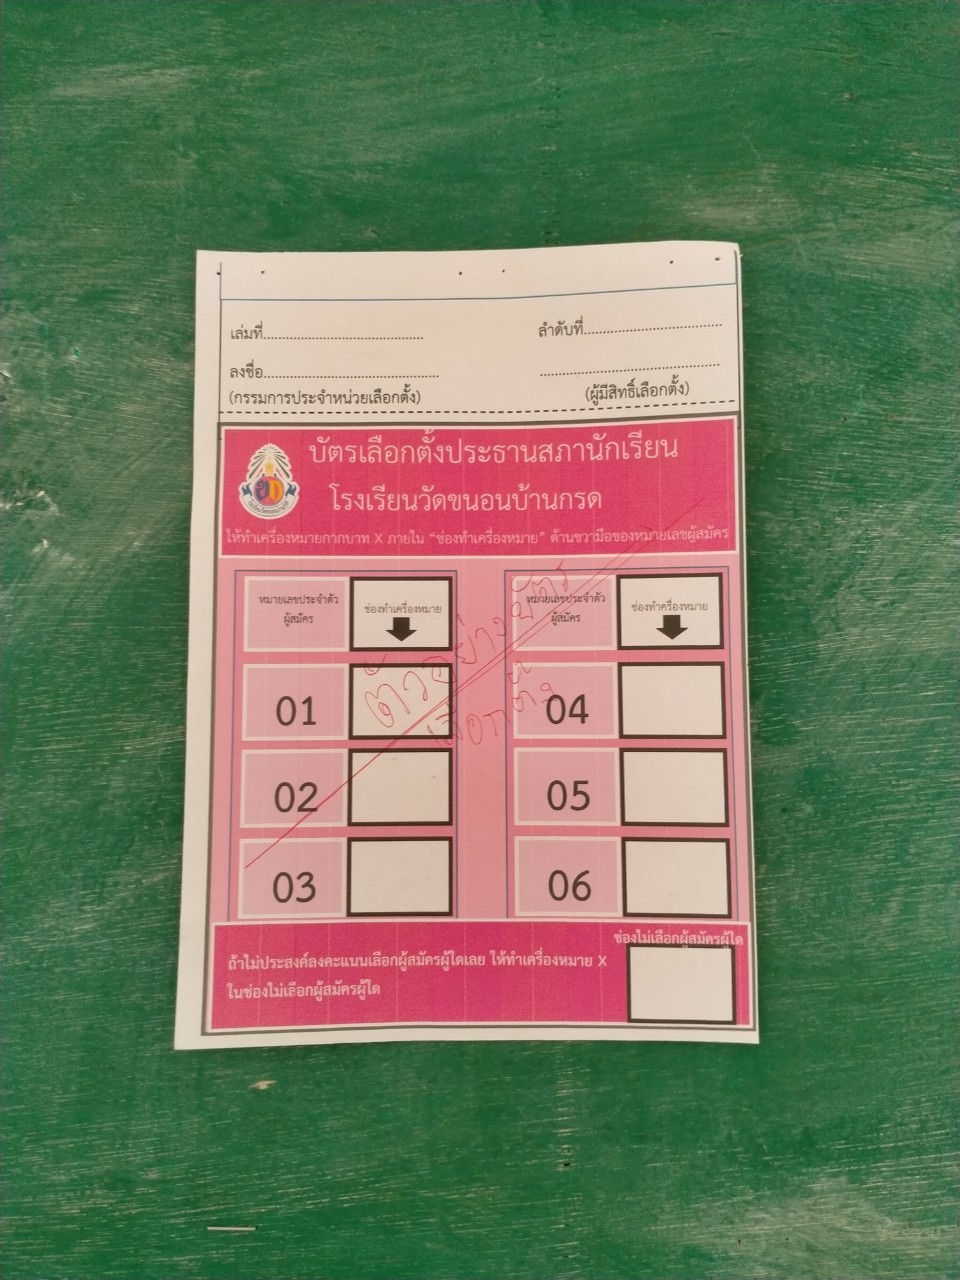 เล่มที่........................................ ลำดับที่...................................
ลงชื่อ............................................ .............................................
(กรรมการประจำหน่วยเลือกตั้ง) (ผู้มีสิทธิ์เลือกตั้ง)
บัตรเลือกตั้งประธานสภานักเรียน
โรงเรียนวัดขนอนบ้านกรด
ให้ทำเครื่องหมายกากบาท X ภายใน “ช่องทำเครื่องหมาย” ด้านขวามือของหมายเลขผู้สมัคร
หมายเลขประจำตัว
ผู้สมัคร
ช่องทำเครื่องหมาย
01
02
03
หมายเลขประจำตัว
ผู้สมัคร
ช่องทำเครื่องหมาย
04
05
06
ตัวอย่างบัตร
เลือกตั้ง
ช่องไม่เลือกผู้สมัครผู้ใด
ถ้าไม่ประสงค์ลงคะแนนเลือกผู้สมัครผู้ใดเลย ให้ทำเครื่องหมาย X
ในช่องไม่เลือกผู้สมัครผู้ใด